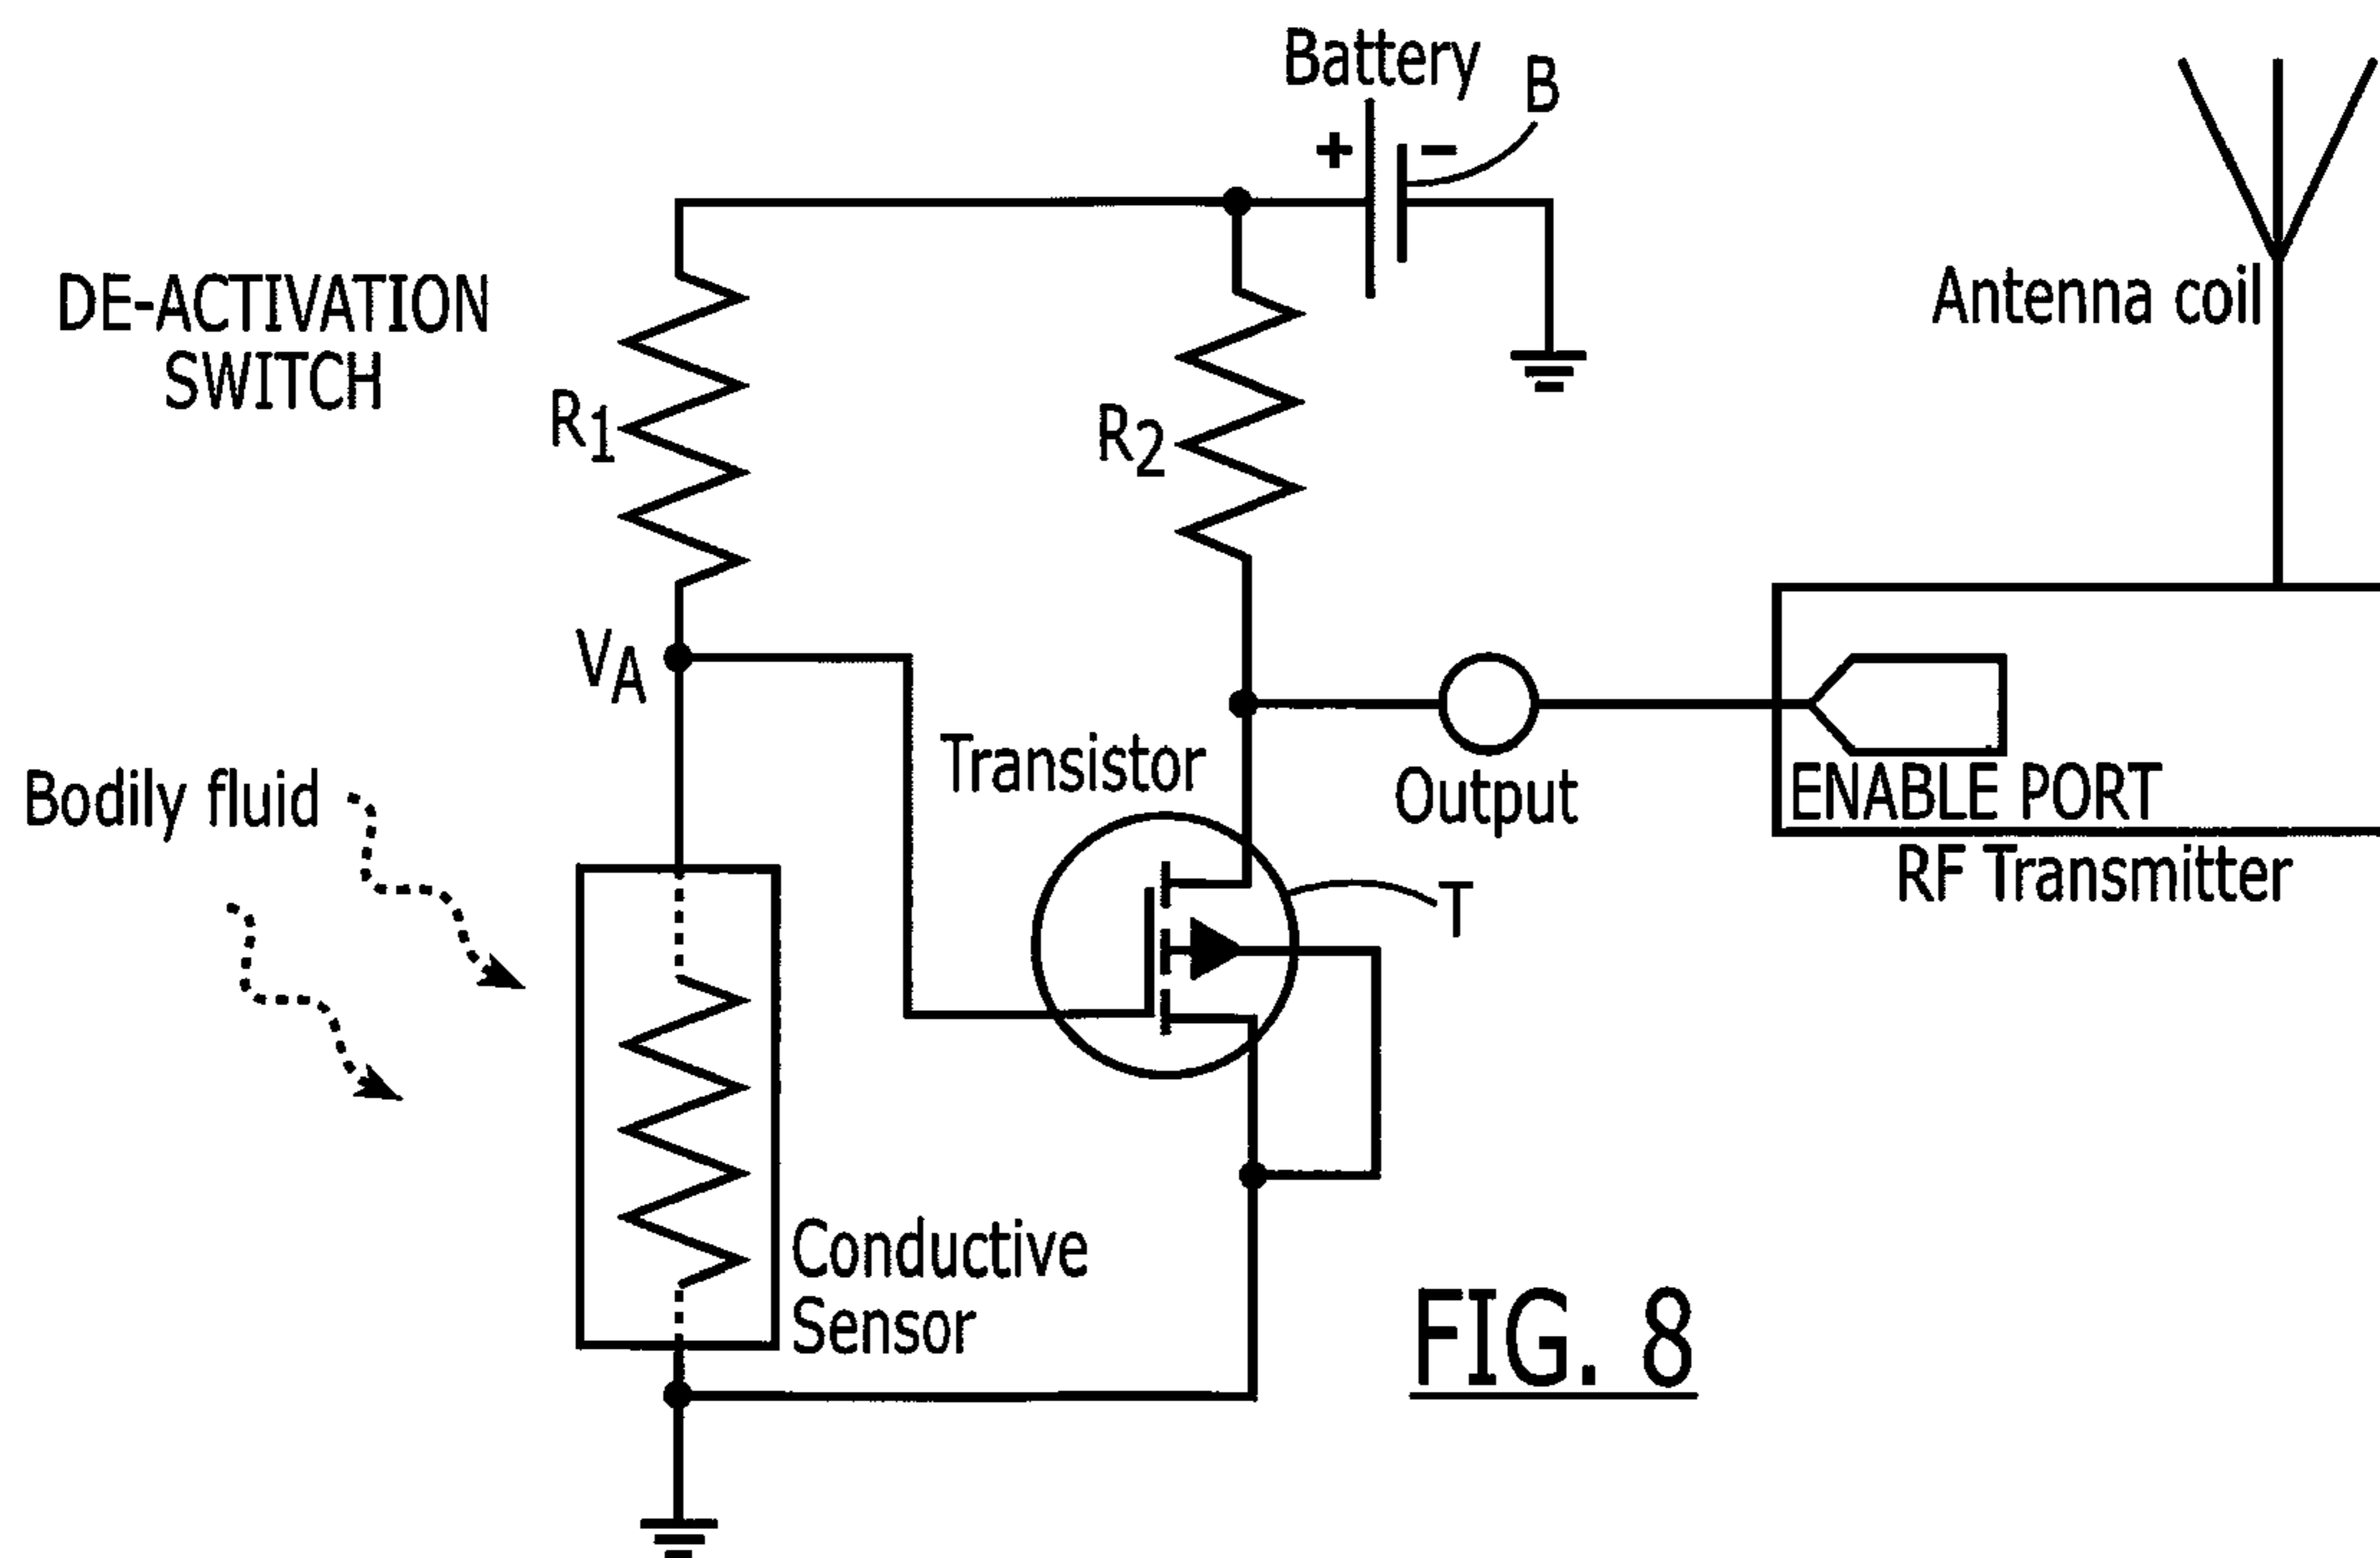 Battery
B
+ −
DE-ACTIVATION
SWITCH
Antenna coil
R1
R2
VA
Transistor
Bodily fluid
Output
ENABLE PORT
RF Transmitter
T
Conductive
Sensor
FIG. 8